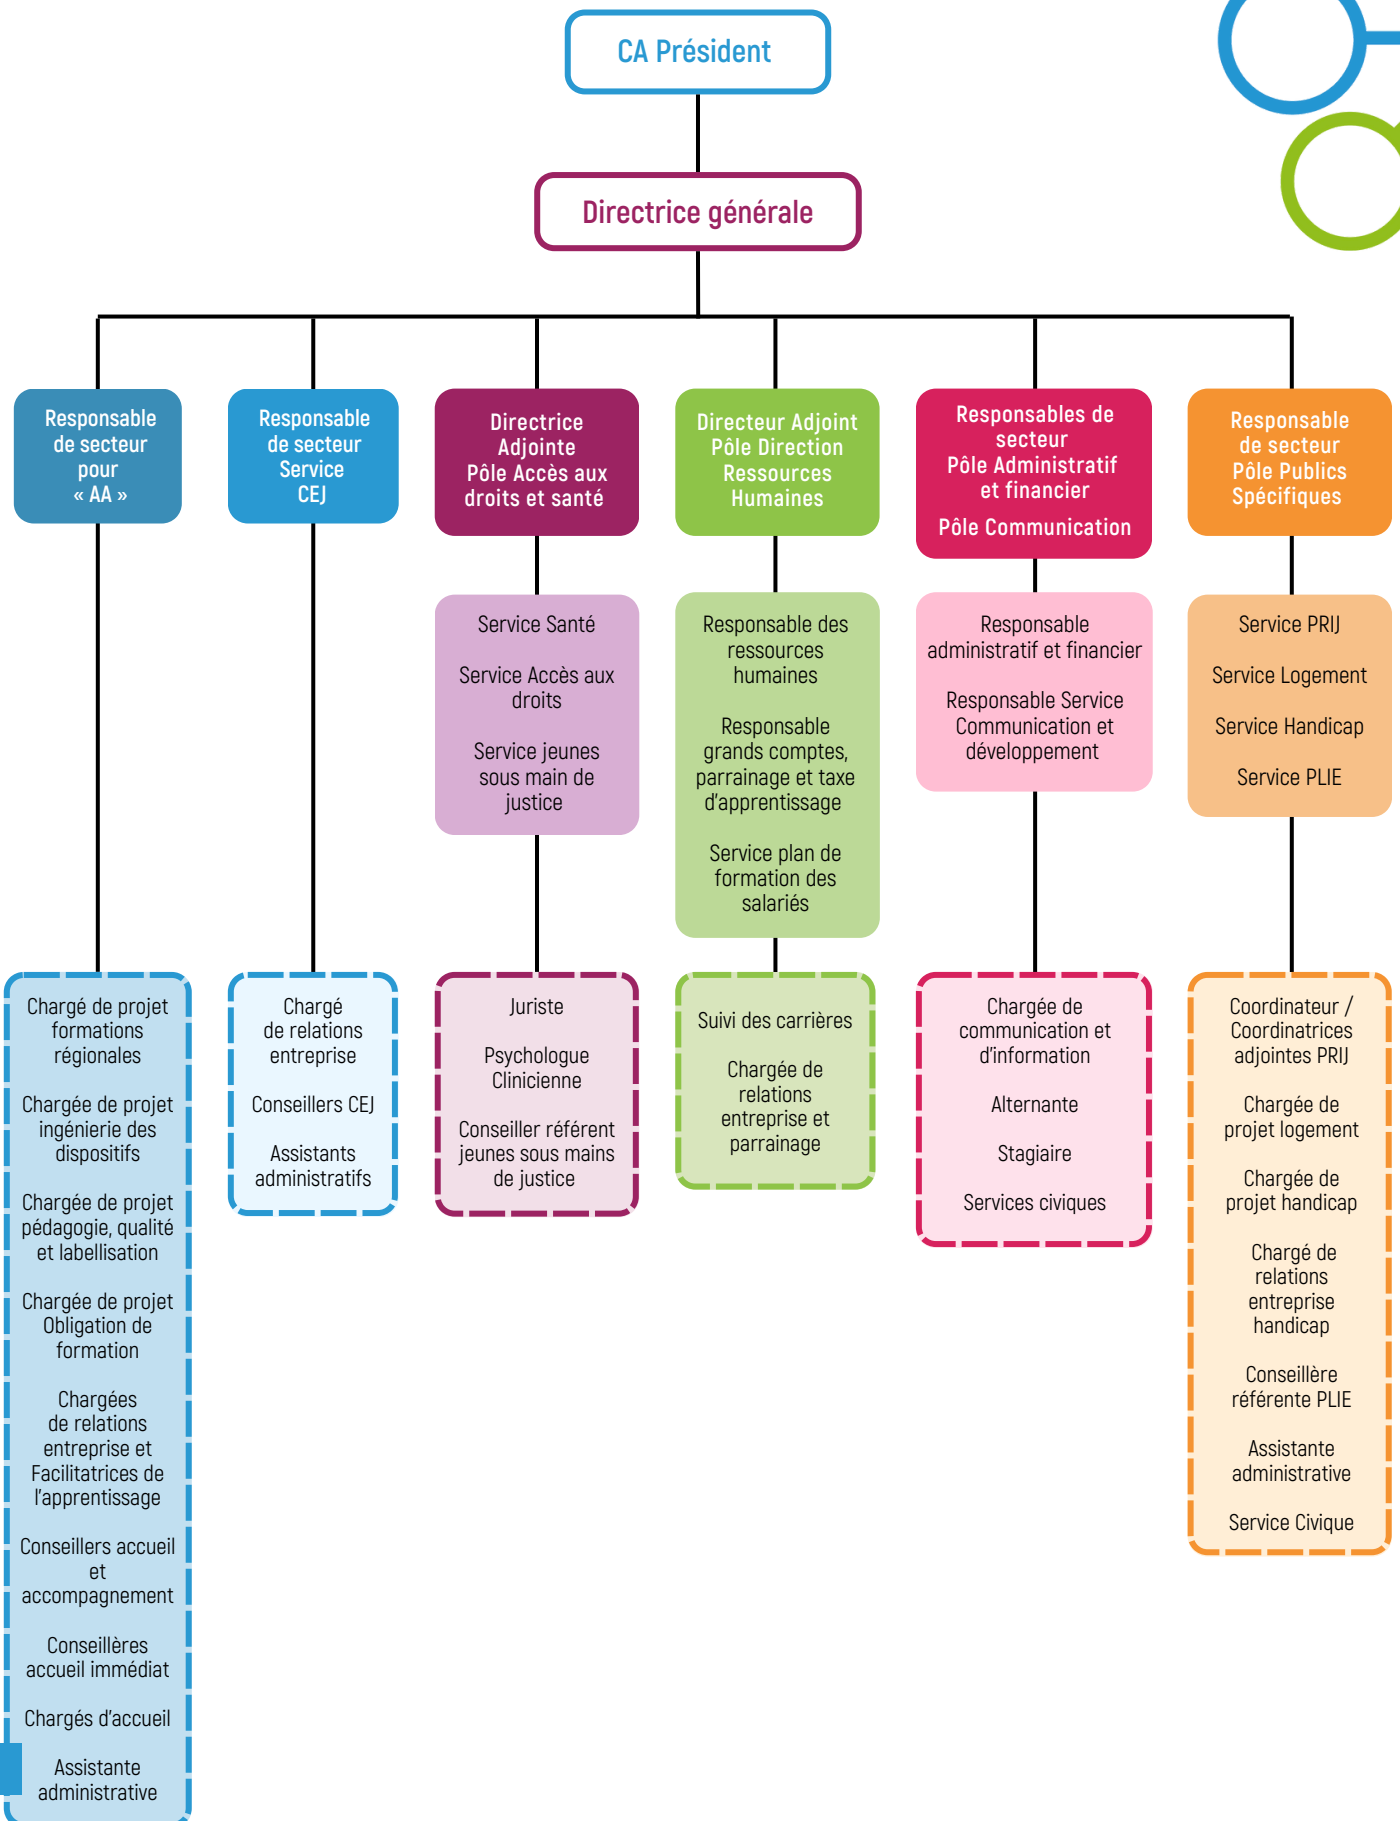 CA Président
Directrice générale
Responsable
de secteur
pour
« AA »
Responsable
de secteur
Service
CEJ
Directrice
Adjointe
Pôle Accès aux
droits et santé
Directeur Adjoint
Pôle Direction
Ressources
Humaines
Responsables de
secteur
Pôle Administratif
et financier
Pôle Communication
Responsable
de secteur
Pôle Publics
Spécifiques
Service Santé
Service Accès aux
droits
Service jeunes
sous main de
justice
Responsable des
ressources
humaines
Responsable
grands comptes,
parrainage et taxe
d'apprentissage
Service plan de
formation des
salariés
Responsable
administratif et financier
Responsable Service
Communication et
développement
Service PRIJ
Service Logement
Service Handicap
Service PLIE
Chargé de projet
formations
régionales
Chargée de projet
ingénierie des
dispositifs
Chargée de projet
pédagogie, qualité
et labellisation
Chargée de projet
Obligation de
formation
Chargées
de relations
entreprise et
Facilitatrices de
l'apprentissage
Conseillers accueil
et
accompagnement
Conseillères
accueil immédiat
Chargés d'accueil
Assistante
administrative
Chargé
de relations
entreprise
Conseillers CEJ
Assistants
administratifs
Juriste
Psychologue
Clinicienne
Conseiller référent
jeunes sous mains
de justice
Suivi des carrières
Chargée de
relations
entreprise et
parrainage
Chargée de
communication et
d'information
Alternante
Stagiaire
Services civiques
Coordinateur /
Coordinatrices
adjointes PRIJ
Chargée de
projet logement
Chargée de
projet handicap
Chargé de
relations
entreprise
handicap
Conseillère
référente PLIE
Assistante
administrative
Service Civique